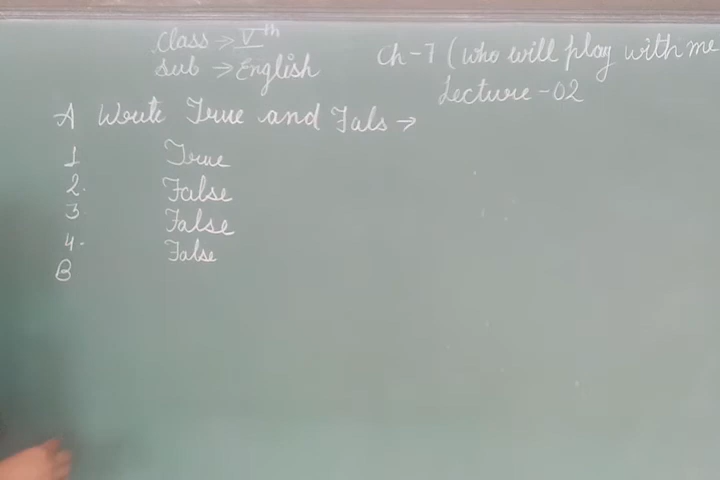 Class → Vth
Sub → English
Ch-7 (who will play with me
Lecture-02
A Write True and Fals →
1 True
2. False
3 False
4. False
B